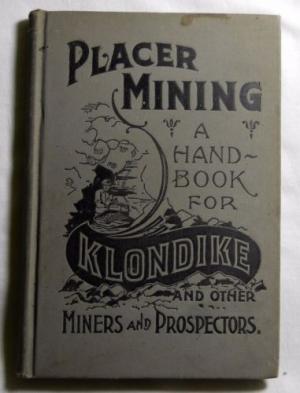 PLACER
MINING
A
HAND-
BOOK
FOR
KLONDIKE
AND OTHER
MINERS AND PROSPECTORS.